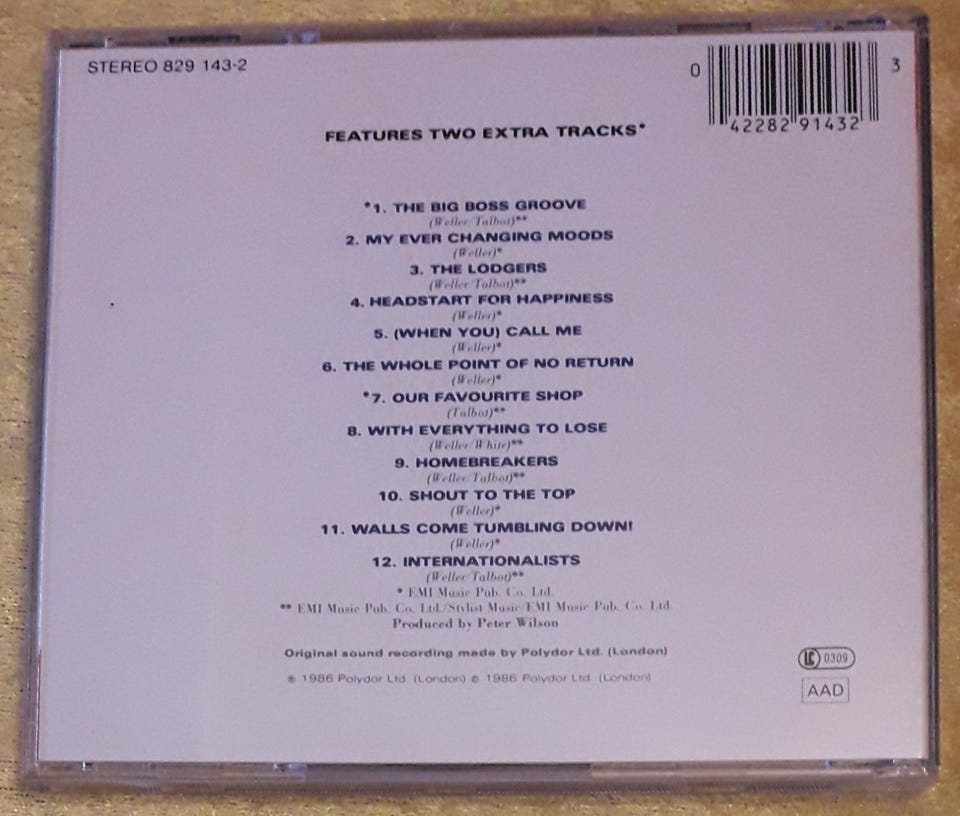 STEREO 829 143-2
0 42282 91432 3
FEATURES TWO EXTRA TRACKS*
*1. THE BIG BOSS GROOVE
(Weller/Talbot)**
2. MY EVER CHANGING MOODS
(Weller)*
3. THE LODGERS
(Weller/Talbot)**
4. HEADSTART FOR HAPPINESS
(Weller)*
5. (WHEN YOU) CALL ME
(Weller)*
6. THE WHOLE POINT OF NO RETURN
(Weller)*
*7. OUR FAVOURITE SHOP
(Talbot)**
8. WITH EVERYTHING TO LOSE
(Weller/White)**
9. HOMEBREAKERS
(Weller/Talbot)**
10. SHOUT TO THE TOP
(Weller)*
11. WALLS COME TUMBLING DOWN!
(Weller)*
12. INTERNATIONALISTS
(Weller/Talbot)**
* EMI Music Pub. Co. Ltd.
** EMI Music Pub. Co. Ltd./Stylist Music/EMI Music Pub. Co. Ltd.
Produced by Peter Wilson
Original sound recording made by Polydor Ltd. (London)
℗ 1986 Polydor Ltd. (London) © 1986 Polydor Ltd. (London)
LC 0309
AAD